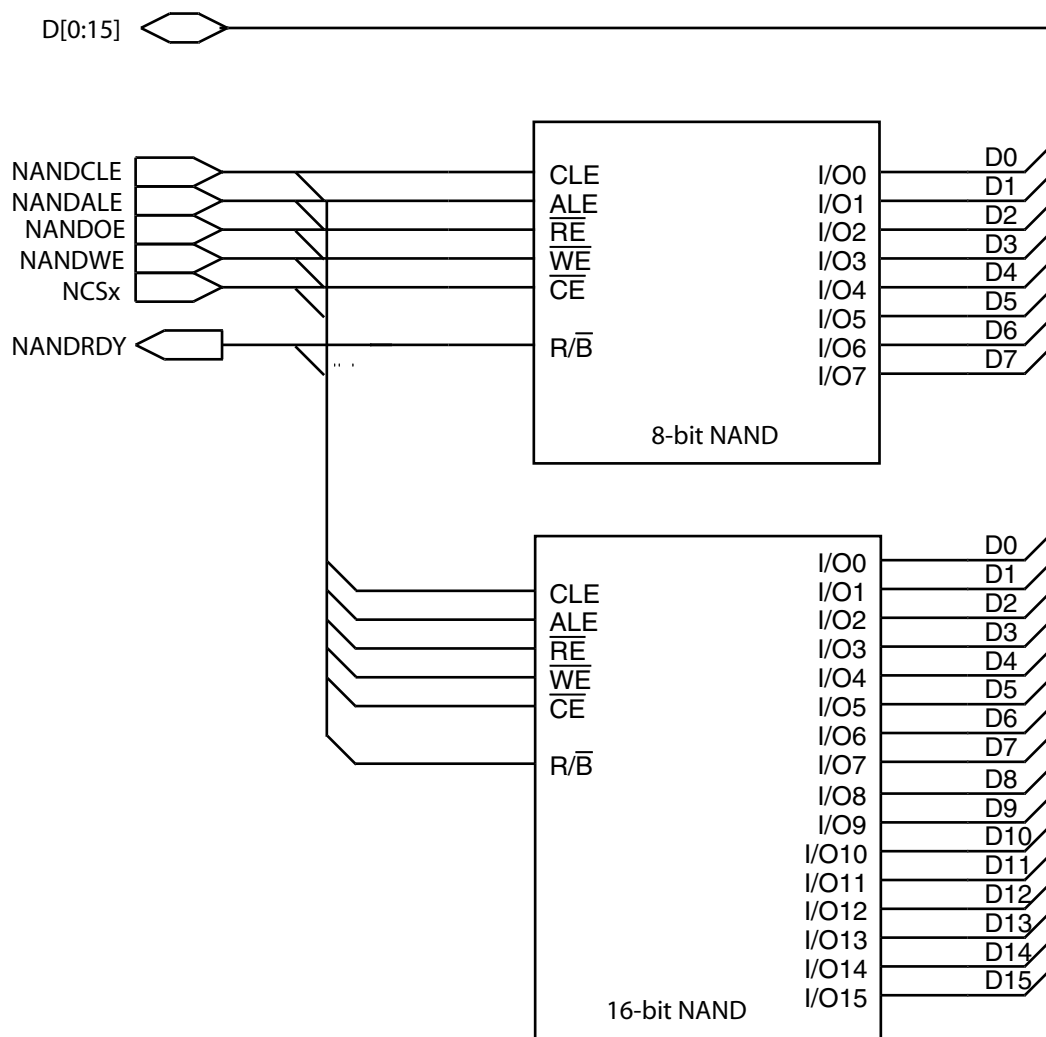 D[0:15]
NANDCLE
NANDALE
NANDOE
NANDWE
NCSx
NANDRDY
CLE
ALE
RE
WE
CE
R/B
I/O0
I/O1
I/O2
I/O3
I/O4
I/O5
I/O6
I/O7
D0
D1
D2
D3
D4
D5
D6
D7
8-bit NAND
CLE
ALE
RE
WE
CE
R/B
I/O0
I/O1
I/O2
I/O3
I/O4
I/O5
I/O6
I/O7
I/O8
I/O9
I/O10
I/O11
I/O12
I/O13
I/O14
I/O15
D0
D1
D2
D3
D4
D5
D6
D7
D8
D9
D10
D11
D12
D13
D14
D15
16-bit NAND